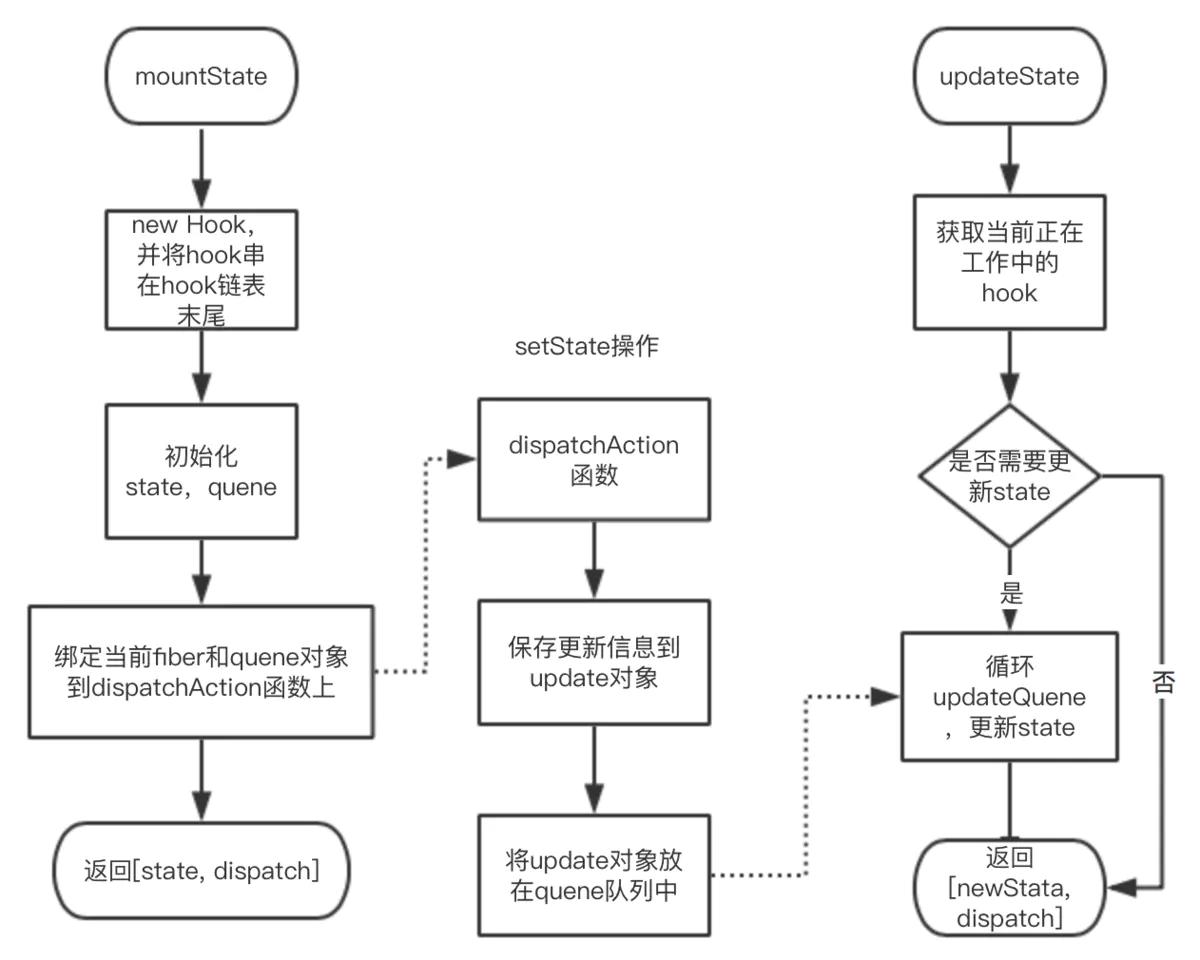 mountState
new Hook，
并将hook串
在hook链表
末尾
初始化
state，quene
绑定当前fiber和quene对象
到dispatchAction函数上
返回[state, dispatch]
setState操作
dispatchAction
函数
保存更新信息到
update对象
将update对象放
在quene队列中
updateState
获取当前正在
工作中的
hook
是否需要更
新state
是
否
循环
updateQuene
，更新state
返回
[newStata,
dispatch]